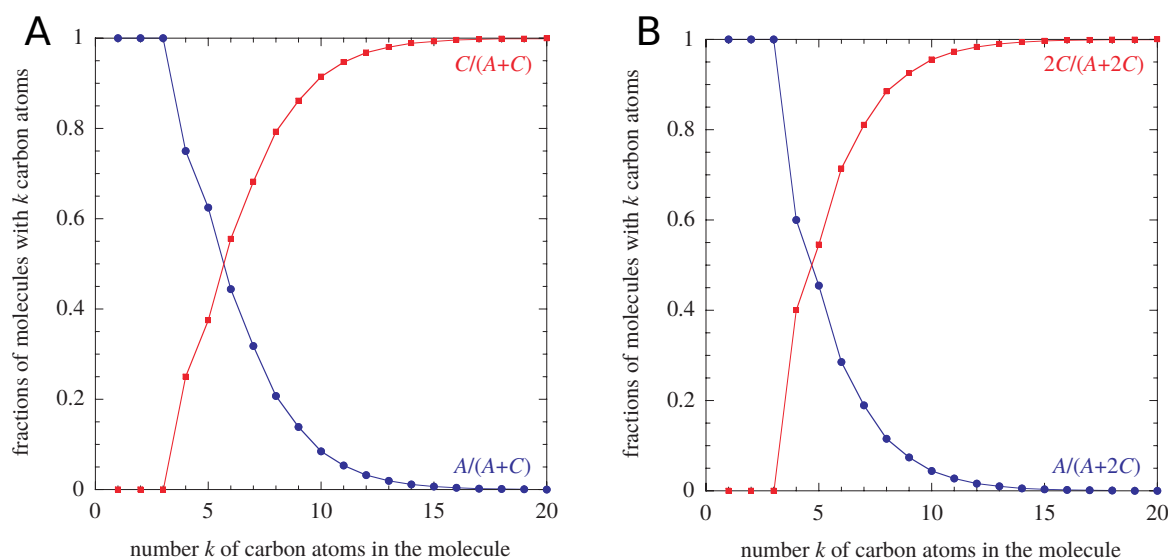 A
fractions of molecules with k carbon atoms
1
0.8
0.6
0.4
0.2
0
C/(A+C)
A/(A+C)
0 5 10 15 20
number k of carbon atoms in the molecule
B
fractions of molecules with k carbon atoms
1
0.8
0.6
0.4
0.2
0
2C/(A+2C)
A/(A+2C)
0 5 10 15 20
number k of carbon atoms in the molecule